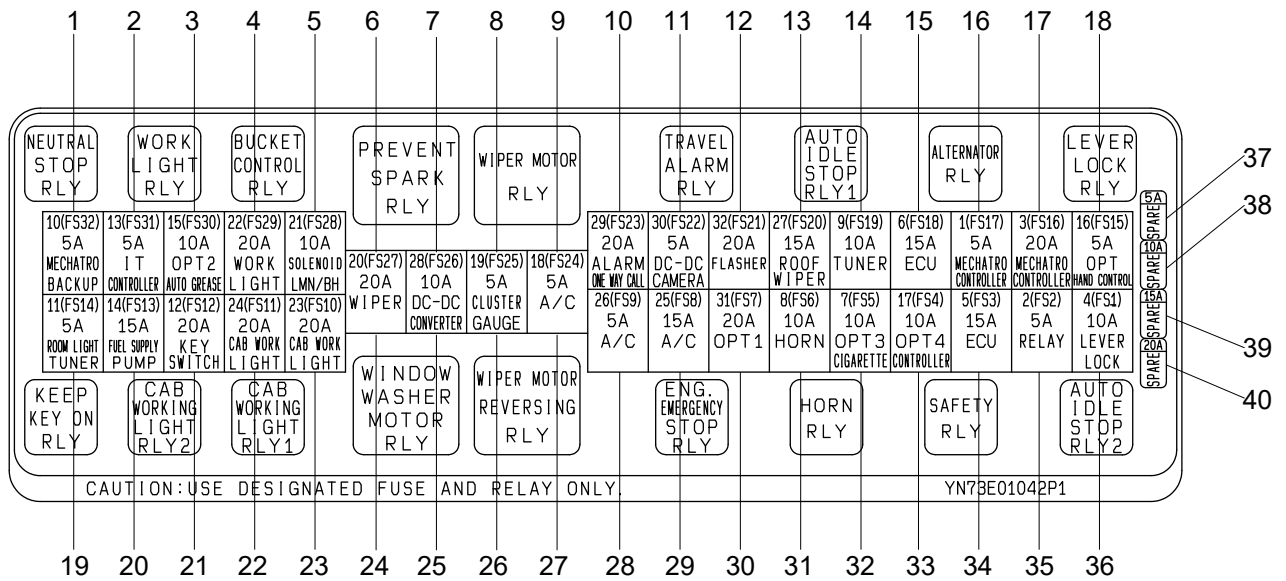 1 2 3 4 5 6 7 8 9 10 11 12 13 14 15 16 17 18
NEUTRAL
STOP
RLY
WORK
LIGHT
RLY
BUCKET
CONTROL
RLY
PREVENT
SPARK
RLY
WIPER MOTOR
RLY
TRAVEL
ALARM
RLY
AUTO
IDLE
STOP
RLY1
ALTERNATOR
RLY
LEVER
LOCK
RLY
10(FS32)
5A
MECHATRO
BACKUP
13(FS31)
5A
IT
CONTROLLER
15(FS30)
10A
OPT2
AUTO GREASE
22(FS29)
20A
WORK
LIGHT
21(FS28)
10A
SOLENOID
LMN/BH
20(FS27)
20A
WIPER
28(FS26)
10A
DC-DC
CONVERTER
19(FS25)
5A
CLUSTER
GAUGE
18(FS24)
5A
A/C
29(FS23)
20A
ALARM
ONE WAY CALL
30(FS22)
5A
DC-DC
CAMERA
32(FS21)
20A
FLASHER
27(FS20)
15A
ROOF
WIPER
9(FS19)
10A
TUNER
6(FS18)
15A
ECU
1(FS17)
5A
MECHATRO
CONTROLLER
3(FS16)
20A
MECHATRO
CONTROLLER
16(FS15)
5A
OPT
HAND CONTROL
5A
SPARE
37
10A
SPARE
38
15A
SPARE
39
20A
SPARE
40
11(FS14)
5A
ROOM LIGHT
TUNER
14(FS13)
15A
FUEL SUPPLY
PUMP
12(FS12)
20A
KEY
SWITCH
24(FS11)
20A
CAB WORK
LIGHT
23(FS10)
20A
CAB WORK
LIGHT
26(FS9)
5A
A/C
25(FS8)
15A
A/C
31(FS7)
20A
OPT1
8(FS6)
10A
HORN
7(FS5)
10A
OPT3
CIGARETTE
17(FS4)
10A
OPT4
CONTROLLER
5(FS3)
15A
ECU
2(FS2)
5A
RELAY
4(FS1)
10A
LEVER
LOCK
KEEP
KEY ON
RLY
CAB
WORKING
LIGHT
RLY2
CAB
WORKING
LIGHT
RLY1
WINDOW
WASHER
MOTOR
RLY
WIPER MOTOR
REVERSING
RLY
ENG.
EMERGENCY
STOP
RLY
HORN
RLY
SAFETY
RLY
AUTO
IDLE
STOP
RLY2
CAUTION:USE DESIGNATED FUSE AND RELAY ONLY. YN73E01042P1
19 20 21 22 23 24 25 26 27 28 29 30 31 32 33 34 35 36